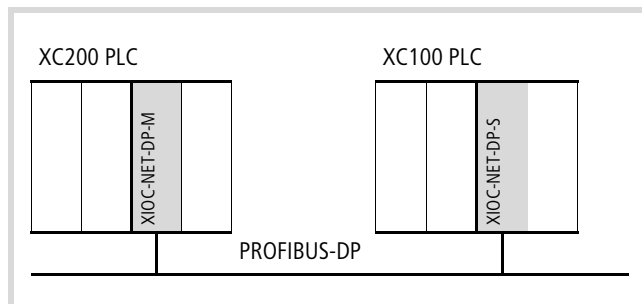 XC200 PLC
XC100 PLC
XIOC-NET-DP-M
XIOC-NET-DP-S
PROFIBUS-DP